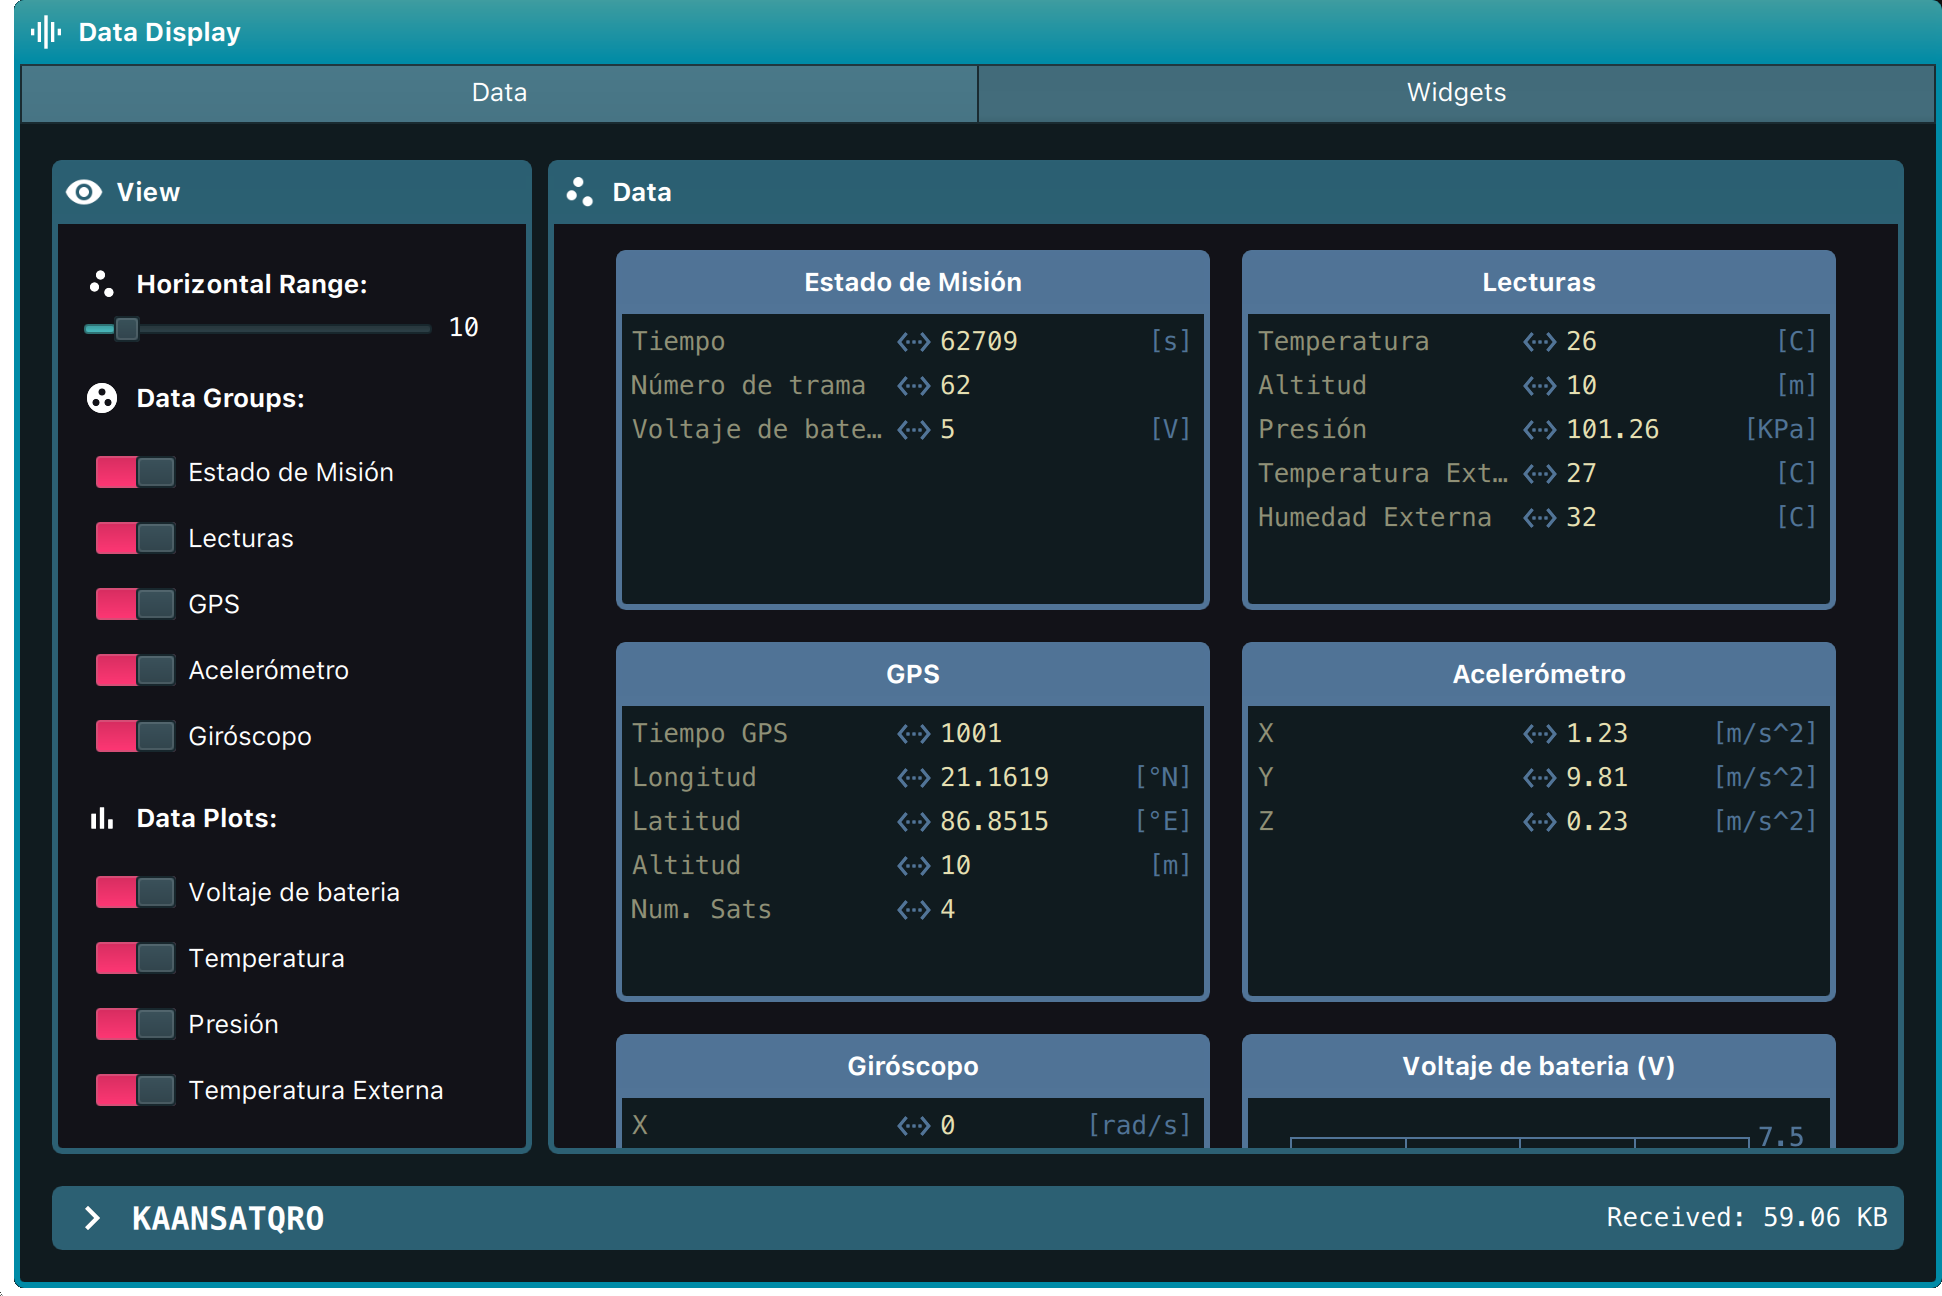 Data Display
Data
Widgets
View
Horizontal Range:
10
Data Groups:
Estado de Misión
Lecturas
GPS
Acelerómetro
Giróscopo
Data Plots:
Voltaje de bateria
Temperatura
Presión
Temperatura Externa
Data
Estado de Misión
Tiempo 62709 [s]
Número de trama 62
Voltaje de bate… 5 [V]
Lecturas
Temperatura 26 [C]
Altitud 10 [m]
Presión 101.26 [KPa]
Temperatura Ext… 27 [C]
Humedad Externa 32 [C]
GPS
Tiempo GPS 1001
Longitud 21.1619 [°N]
Latitud 86.8515 [°E]
Altitud 10 [m]
Num. Sats 4
Acelerómetro
X 1.23 [m/s^2]
Y 9.81 [m/s^2]
Z 0.23 [m/s^2]
Giróscopo
X 0 [rad/s]
Voltaje de bateria (V)
7.5
KAANSATQRO
Received: 59.06 KB